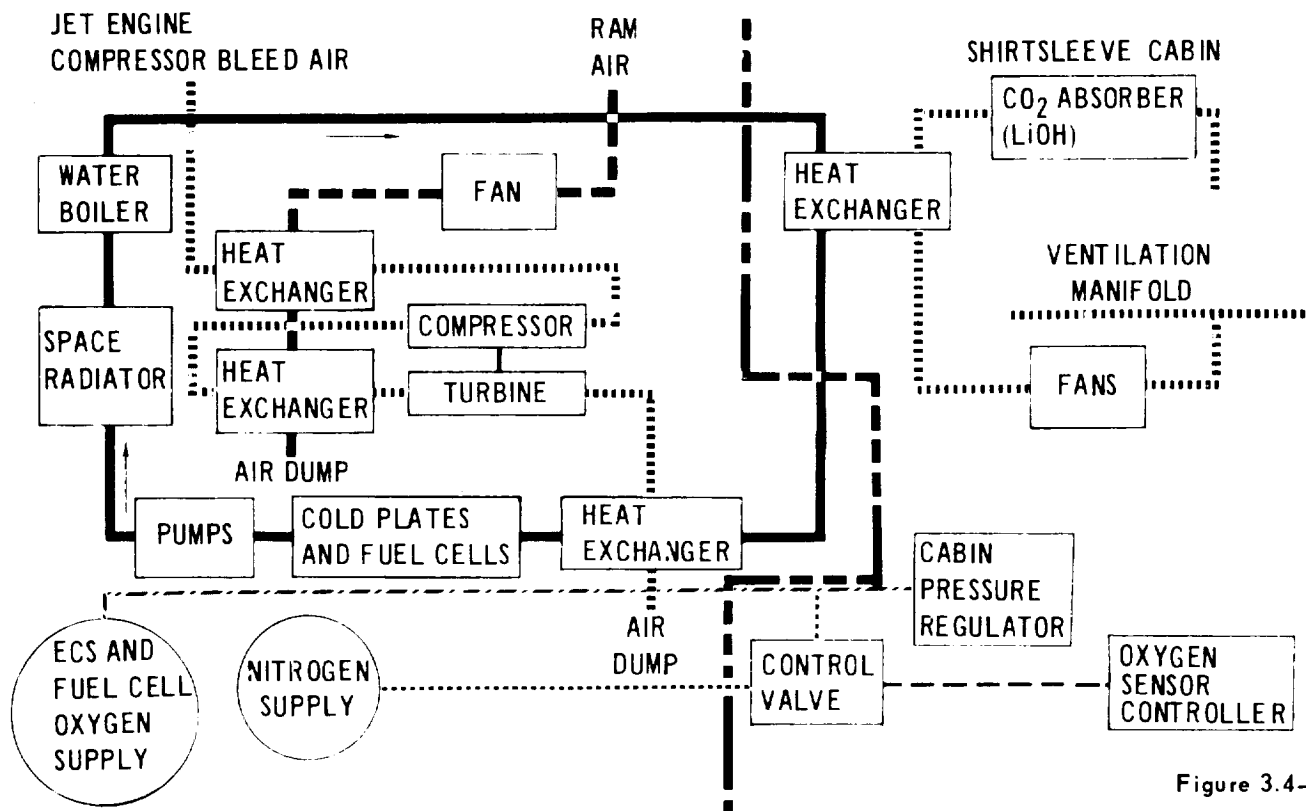 JET ENGINE
COMPRESSOR BLEED AIR
RAM
AIR
SHIRTSLEEVE CABIN
CO₂ ABSORBER
(LiOH)
WATER
BOILER
FAN
HEAT
EXCHANGER
HEAT
EXCHANGER
VENTILATION
MANIFOLD
SPACE
RADIATOR
COMPRESSOR
HEAT
EXCHANGER
TURBINE
FANS
AIR DUMP
PUMPS
COLD PLATES
AND FUEL CELLS
HEAT
EXCHANGER
CABIN
PRESSURE
REGULATOR
ECS AND
FUEL CELL
OXYGEN
SUPPLY
NITROGEN
SUPPLY
AIR
DUMP
CONTROL
VALVE
OXYGEN
SENSOR
CONTROLLER
Figure 3.4-